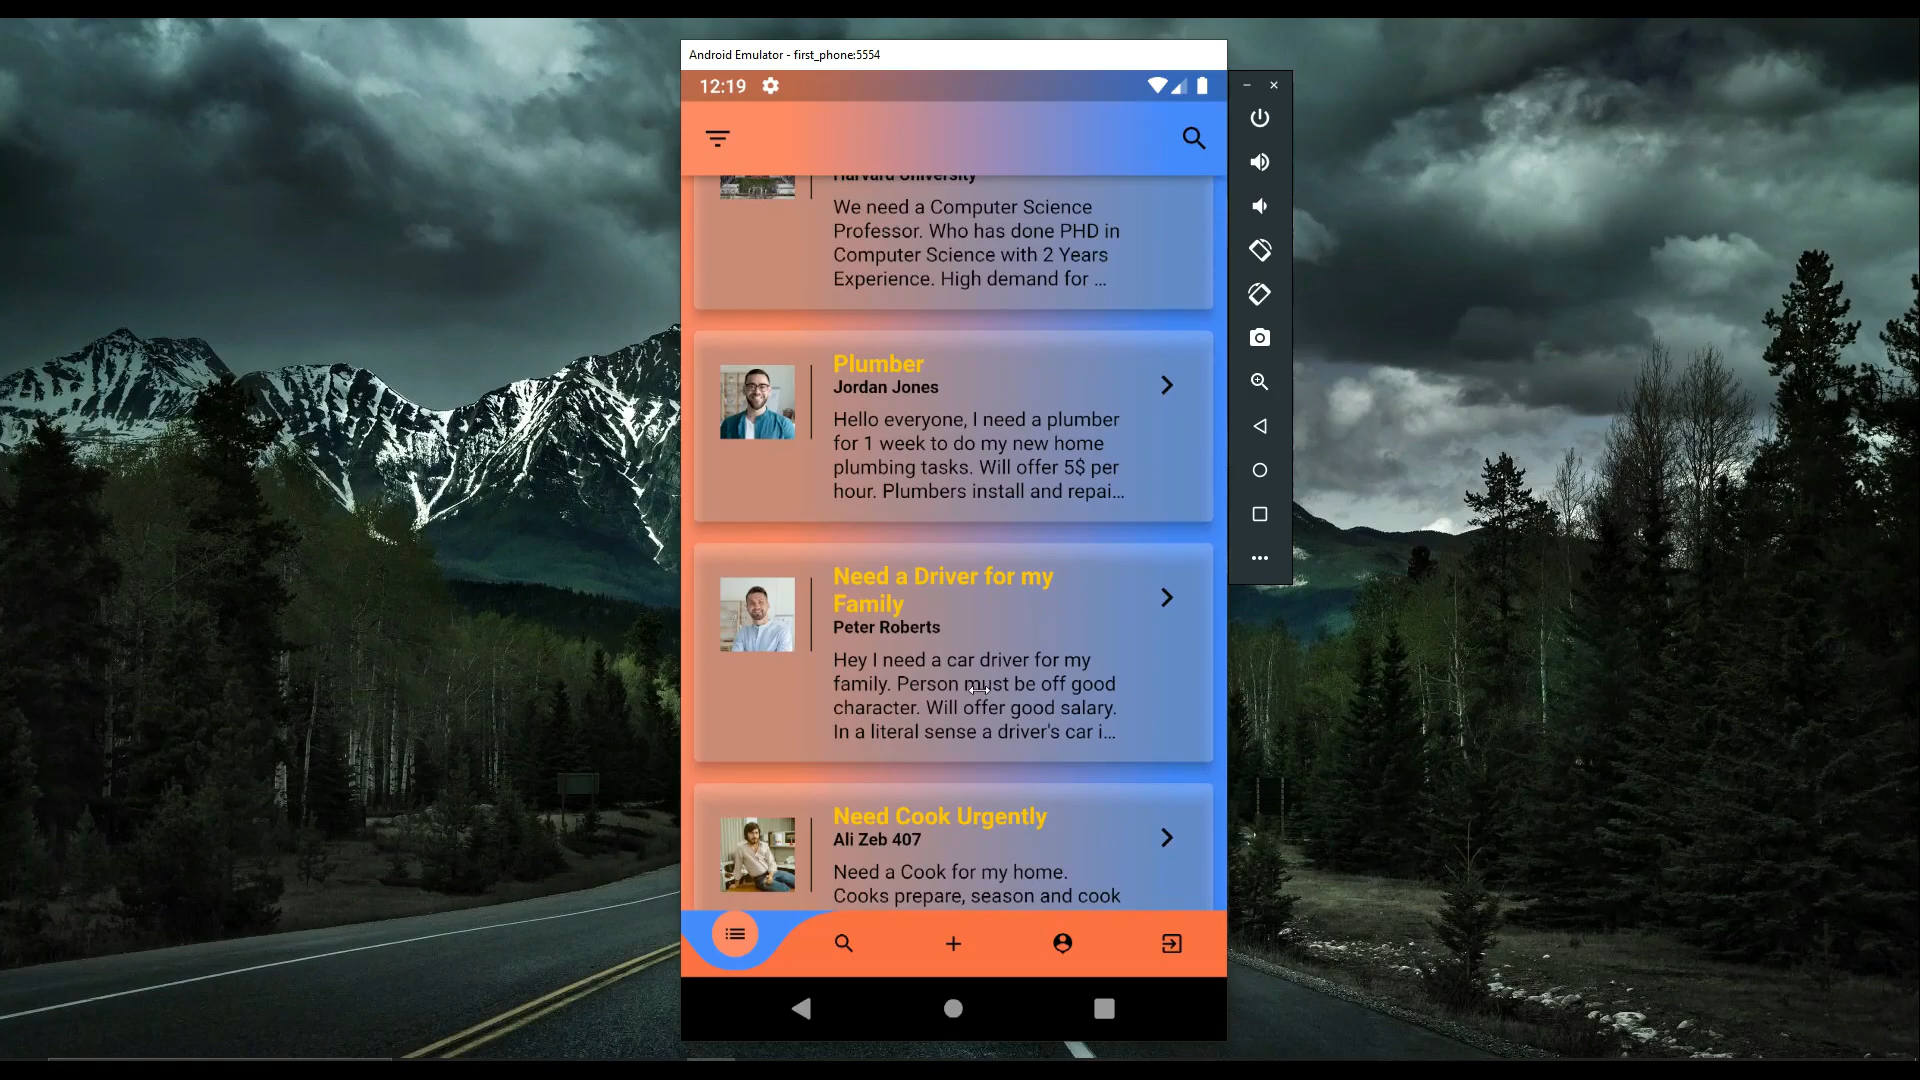 Android Emulator - first_phone:5554
12:19
Harvard University
We need a Computer Science
Professor. Who has done PHD in
Computer Science with 2 Years
Experience. High demand for ...
Plumber
Jordan Jones
Hello everyone, I need a plumber
for 1 week to do my new home
plumbing tasks. Will offer 5$ per
hour. Plumbers install and repai...
Need a Driver for my
Family
Peter Roberts
Hey I need a car driver for my
family. Person must be off good
character. Will offer good salary.
In a literal sense a driver's car i...
Need Cook Urgently
Ali Zeb 407
Need a Cook for my home.
Cooks prepare, season and cook